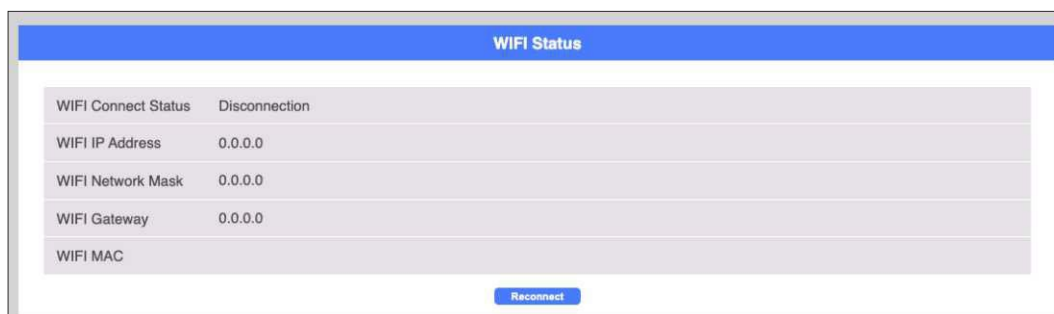 WIFI Status
WIFI Connect Status Disconnection
WIFI IP Address 0.0.0.0
WIFI Network Mask 0.0.0.0
WIFI Gateway 0.0.0.0
WIFI MAC
Reconnect